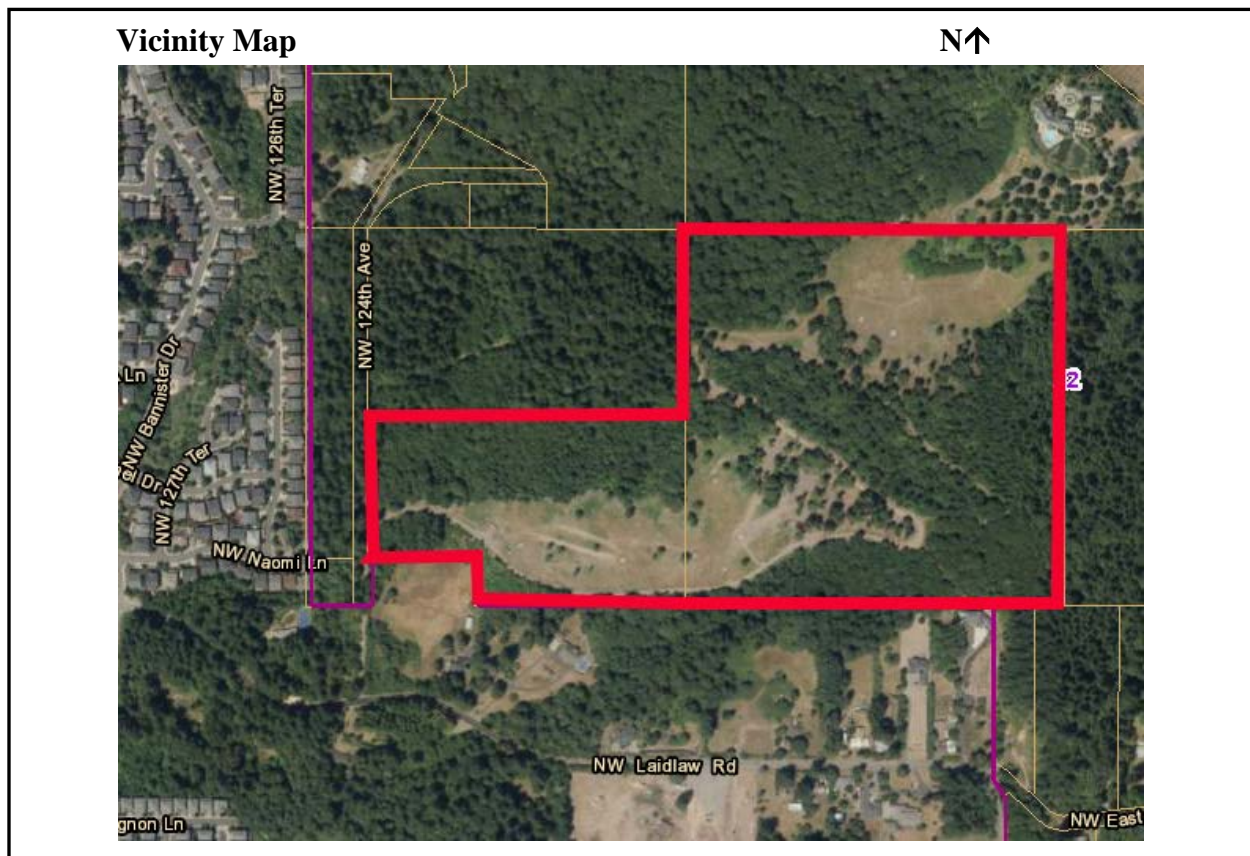 Vicinity Map
N↑
NW 126th Ter
NW 124th Ave
2
Ln
NW Bannister Dr
Dr
NW 127th Ter
NW Naomi Ln
NW Laidlaw Rd
gnon Ln
NW East